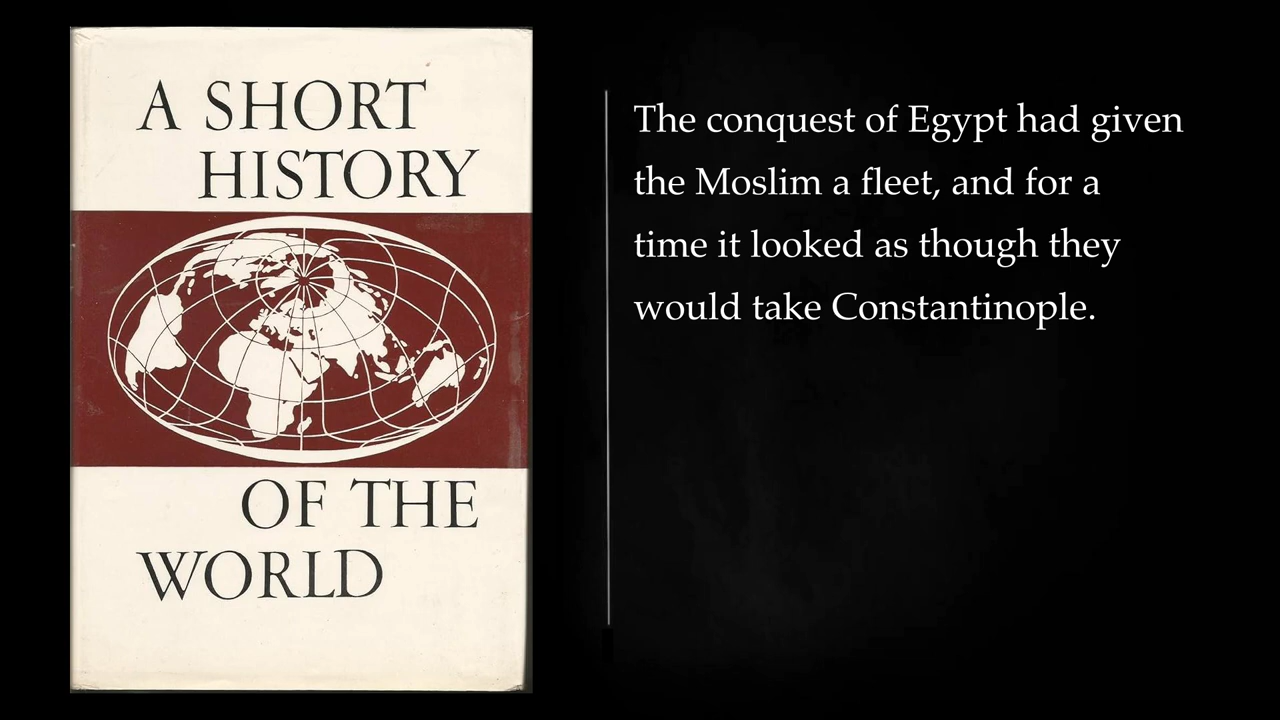 A SHORT
HISTORY
OF THE
WORLD
The conquest of Egypt had given
the Moslim a fleet, and for a
time it looked as though they
would take Constantinople.